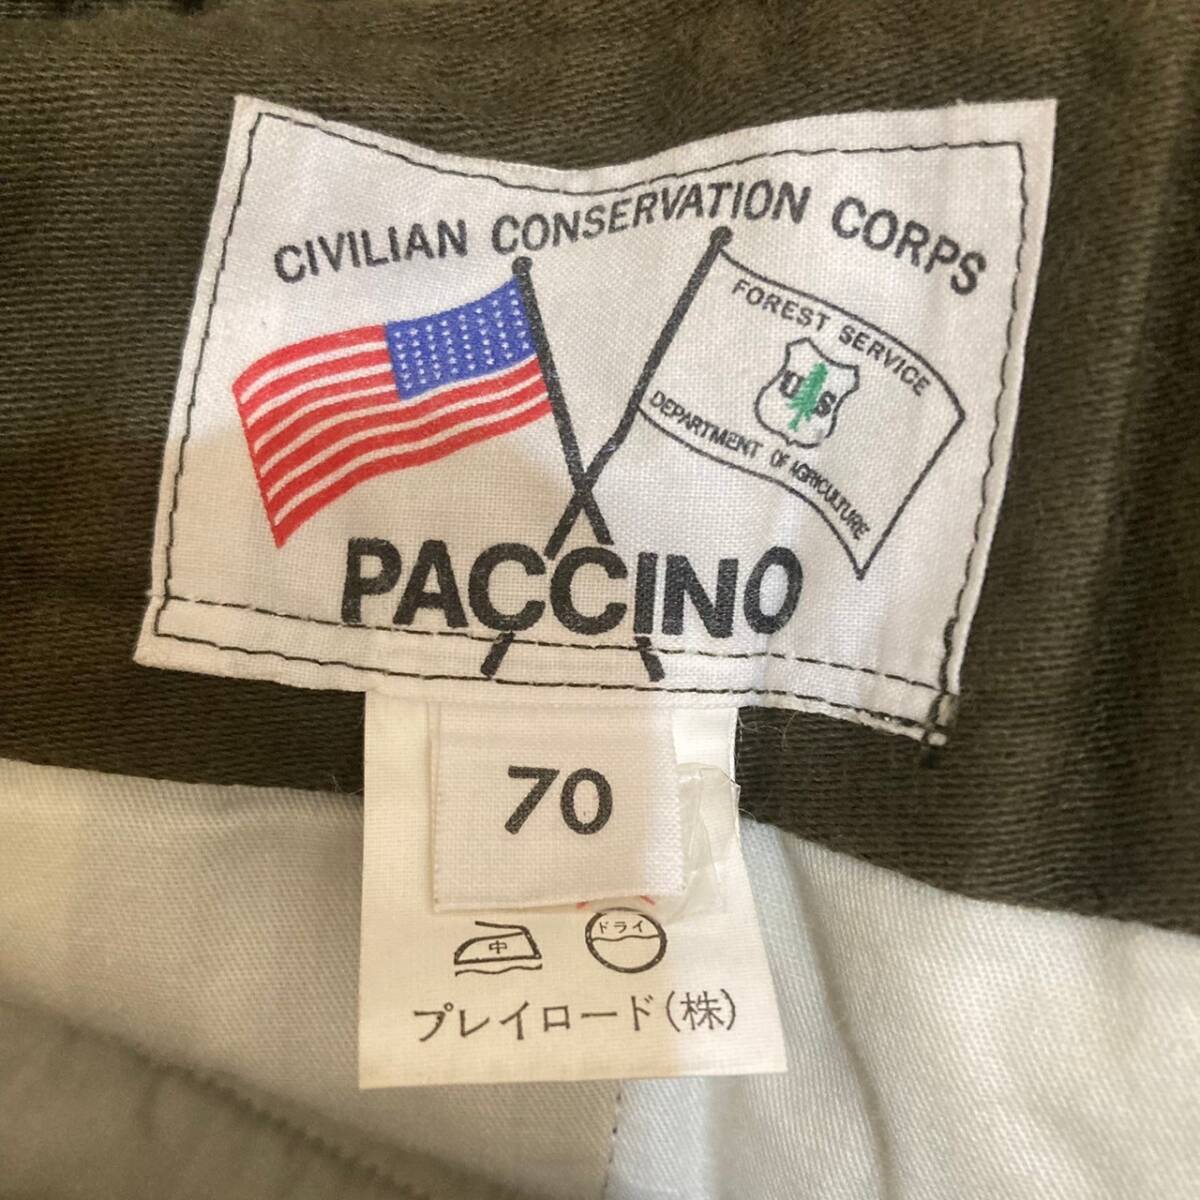 CIVILIAN CONSERVATION CORPS
FOREST SERVICE
U S
DEPARTMENT OF AGRICULTURE
PACCINO
70
中
ドライ
プレイロード(株)